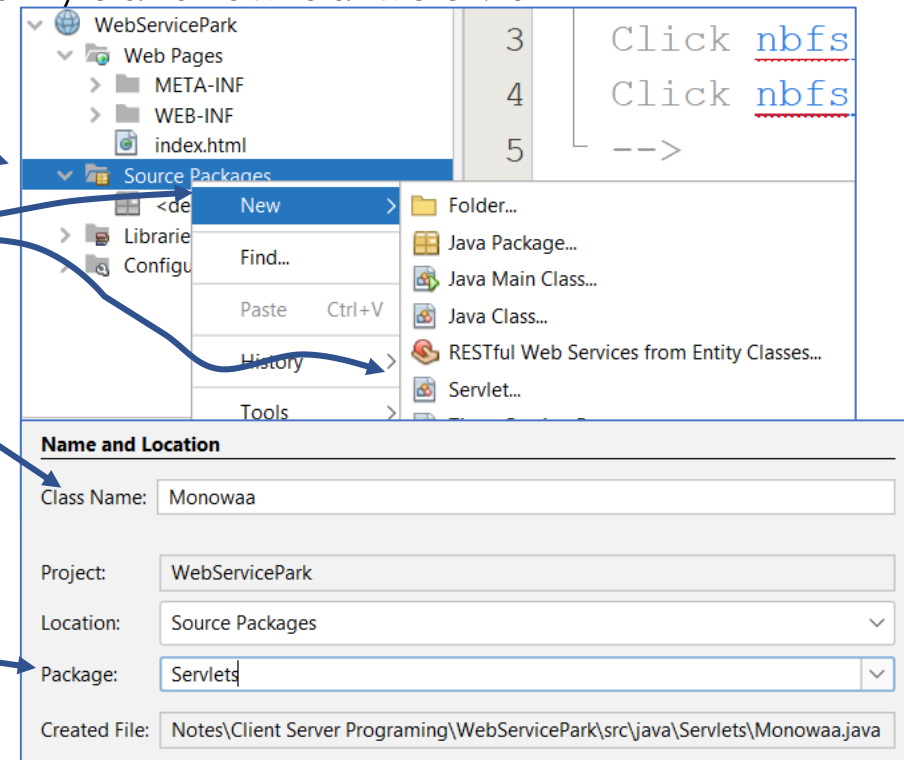 WebServicePark
Web Pages
META-INF
WEB-INF
index.html
Source Packages
<de
Librarie
Configu
3 Click nbfs
4 Click nbfs
5 -->
New
Find...
Paste Ctrl+V
History
Tools
Folder...
Java Package...
Java Main Class...
Java Class...
RESTful Web Services from Entity Classes...
Servlet...
Name and Location
Class Name: Monowaa
Project: WebServicePark
Location: Source Packages
Package: Servlets
Created File: Notes\Client Server Programing\WebServicePark\src\java\Servlets\Monowaa.java